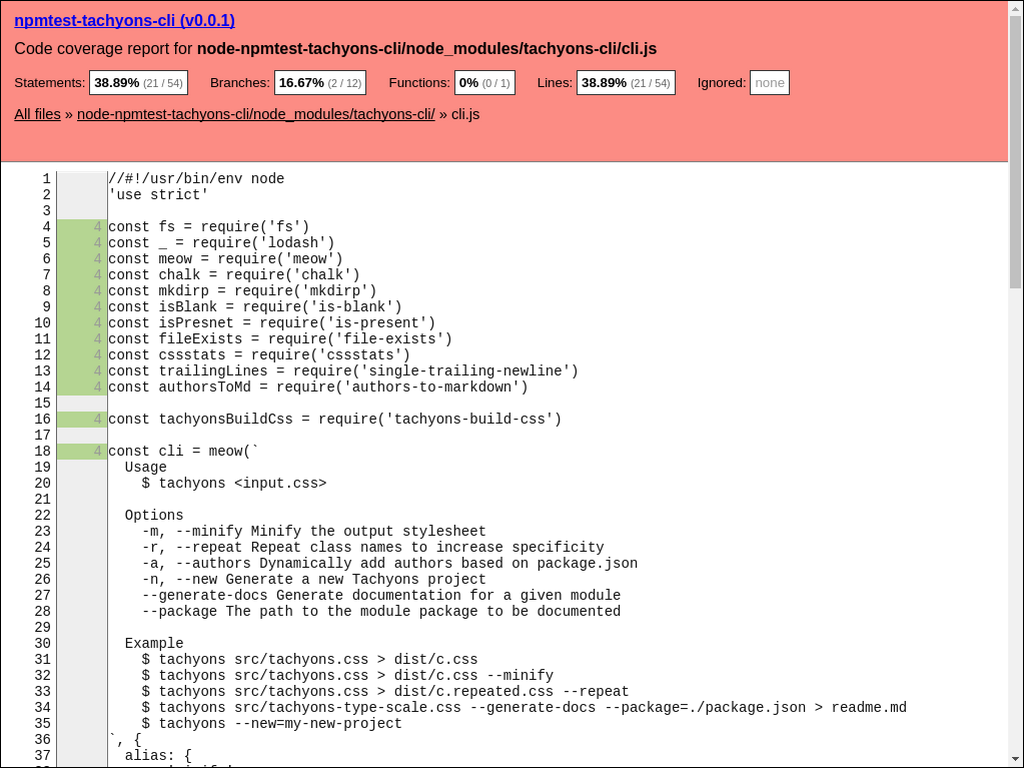 npmtest-tachyons-cli (v0.0.1)
Code coverage report for node-npmtest-tachyons-cli/node_modules/tachyons-cli/cli.js
Statements: 38.89% (21 / 54) Branches: 16.67% (2 / 12) Functions: 0% (0 / 1) Lines: 38.89% (21 / 54) Ignored: none
All files » node-npmtest-tachyons-cli/node_modules/tachyons-cli/ » cli.js
1 //#!/usr/bin/env node
2 'use strict'
3
4 4 const fs = require('fs')
5 4 const _ = require('lodash')
6 4 const meow = require('meow')
7 4 const chalk = require('chalk')
8 4 const mkdirp = require('mkdirp')
9 4 const isBlank = require('is-blank')
10 4 const isPresnet = require('is-present')
11 4 const fileExists = require('file-exists')
12 4 const cssstats = require('cssstats')
13 4 const trailingLines = require('single-trailing-newline')
14 4 const authorsToMd = require('authors-to-markdown')
15
16 4 const tachyonsBuildCss = require('tachyons-build-css')
17
18 4 const cli = meow(`
19   Usage
20     $ tachyons <input.css>
21
22   Options
23     -m, --minify Minify the output stylesheet
24     -r, --repeat Repeat class names to increase specificity
25     -a, --authors Dynamically add authors based on package.json
26     -n, --new Generate a new Tachyons project
27     --generate-docs Generate documentation for a given module
28     --package The path to the module package to be documented
29
30   Example
31     $ tachyons src/tachyons.css > dist/c.css
32     $ tachyons src/tachyons.css > dist/c.css --minify
33     $ tachyons src/tachyons.css > dist/c.repeated.css --repeat
34     $ tachyons src/tachyons-type-scale.css --generate-docs --package=./package.json > readme.md
35     $ tachyons --new=my-new-project
36 `, {
37   alias: {